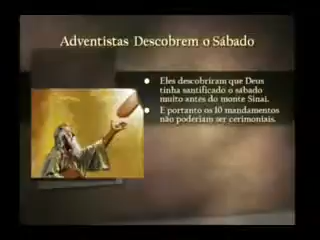 Adventistas Descobrem o Sábado
Eles descobriram que Deus
tinha santificado o sábado
muito antes do monte Sinai.
E portanto os 10 mandamentos
não poderiam ser cerimoniais.